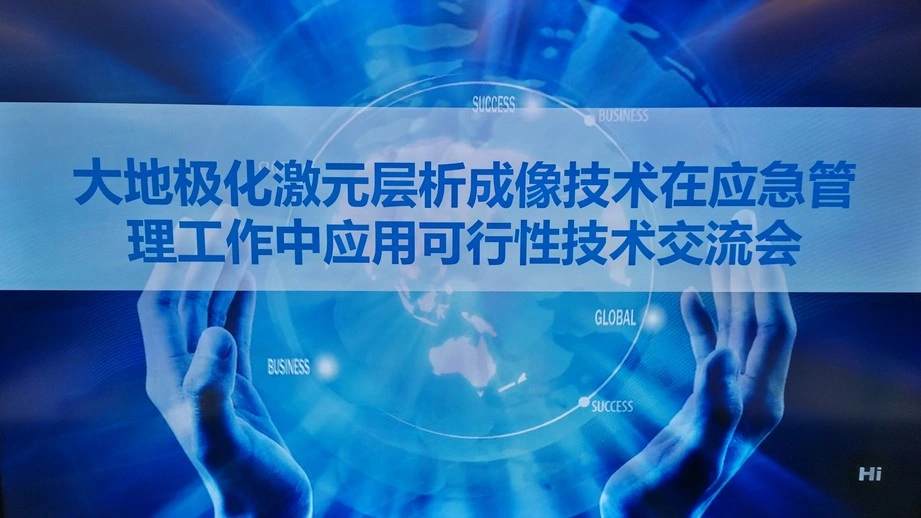 SUCCESS
BUSINESS
大地极化激元层析成像技术在应急管
理工作中应用可行性技术交流会
GLOBAL
BUSINESS
SUCCESS
Hi